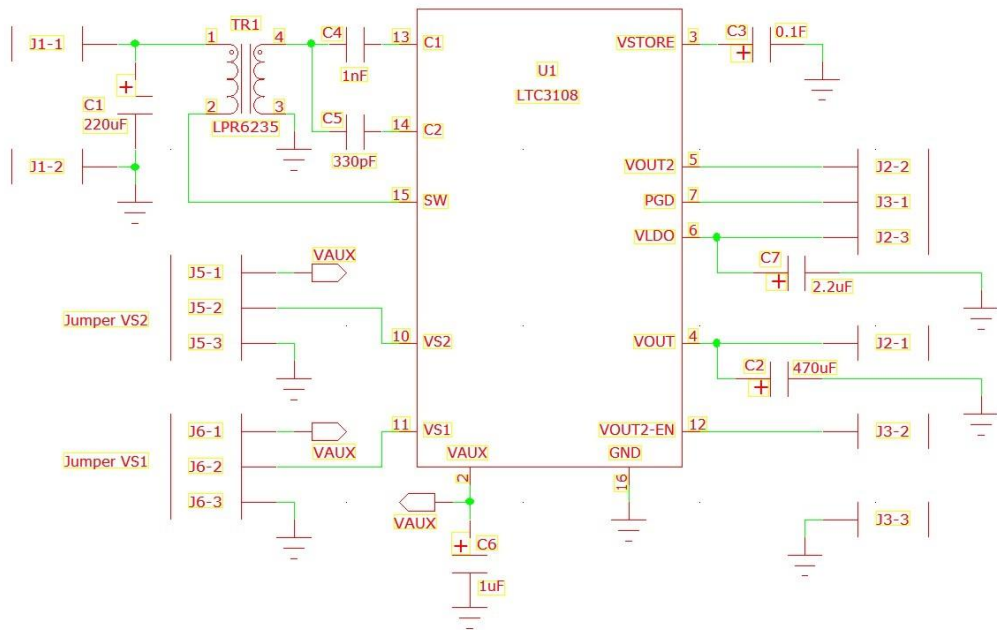 TR1
C4
C3
0.1F
J1-1
1
4
13
C1
VSTORE
3
+
1nF
U1
LTC3108
+
C1
220uF
2
3
LPR6235
C5
14
C2
330pF
J1-2
VOUT2
5
J2-2
15
SW
PGD
7
J3-1
VLDO
6
J2-3
VAUX
C7
+
2.2uF
J5-1
J5-2
Jumper VS2
J5-3
10
VS2
VOUT
4
J2-1
C2
470uF
+
J6-1
11
VS1
VOUT2-EN
12
J3-2
VAUX
J6-2
Jumper VS1
VAUX
GND
J6-3
2
16
VAUX
J3-3
+
C6
1uF